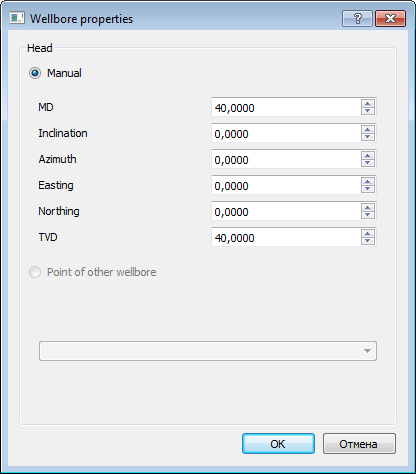 Wellbore properties
Head
Manual
MD 40,0000
Inclination 0,0000
Azimuth 0,0000
Easting 0,0000
Northing 0,0000
TVD 40,0000
Point of other wellbore
OK Отмена